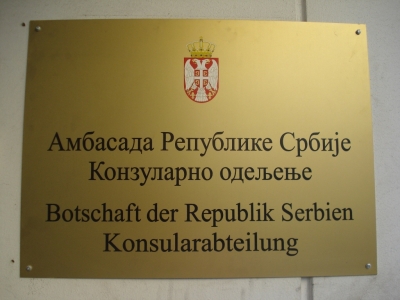 Амбасада Републике Србије
Конзуларно одељење
Botschaft der Republik Serbien
Konsularabteilung